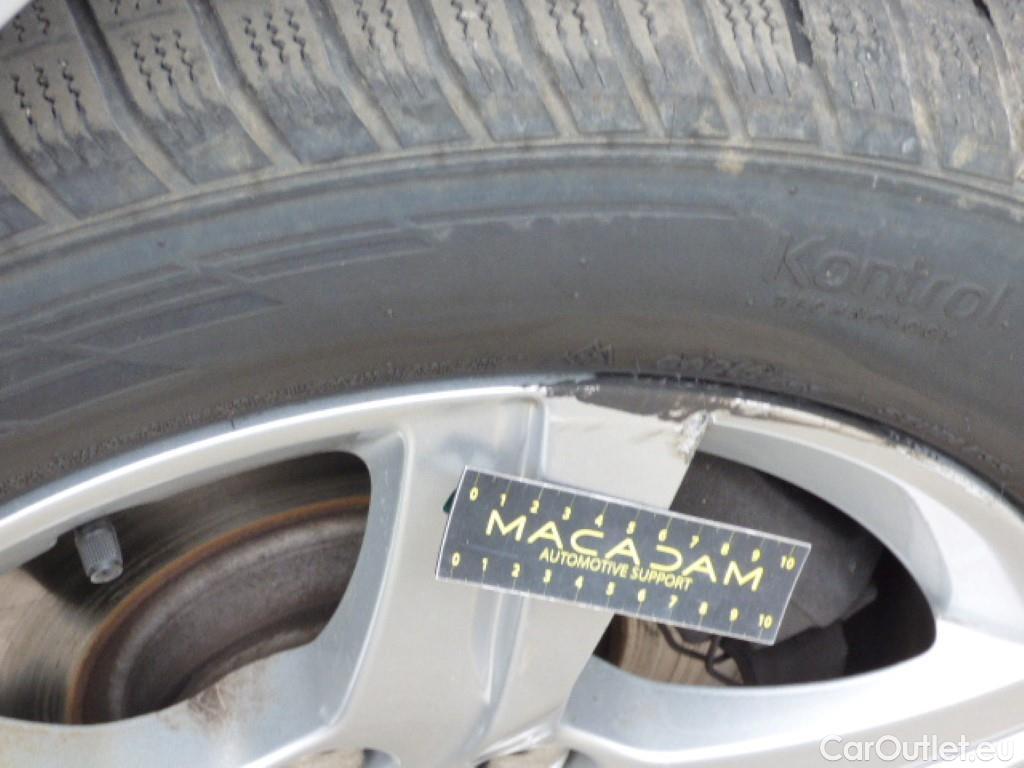 Kontrol
TECHNOLOGY
0 1 2 3 4 5 6 7 8 9 10
MACADAM
AUTOMOTIVE SUPPORT
0 1 2 3 4 5 6 7 8 9 10
CarOutlet.eu